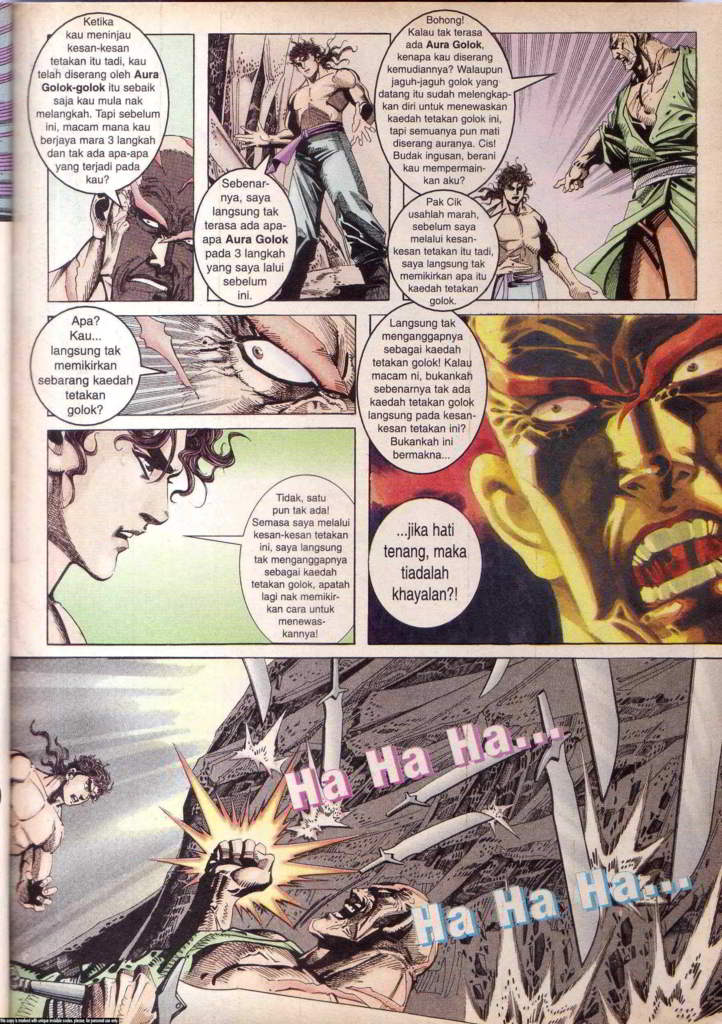 Ketika
kau meninjau
kesan-kesan
tetakan itu tadi, kau
telah diserang oleh Aura
Golok-golok itu sebaik
saja kau mula nak
melangkah. Tapi sebelum
ini, macam mana kau
berjaya mara 3 langkah
dan tak ada apa-apa
yang terjadi pada
kau?
Sebenar-
nya, saya
langsung tak
terasa ada apa-
apa Aura Golok
pada 3 langkah
yang saya lalui
sebelum
ini.
Bohong!
Kalau tak terasa
ada Aura Golok,
kenapa kau diserang
kemudiannya? Walaupun
jaguh-jaguh golok yang
datang itu sudah melengkap-
kan diri untuk menewaskan
kaedah tetakan golok ini,
tapi semuanya pun mati
diserang auranya. Cis!
Budak ingusan, berani
kau mempermain-
kan aku?
Pak Cik
usahlah marah,
sebelum saya
melalui kesan-
kesan tetakan itu tadi,
saya langsung tak
memikirkan apa itu
kaedah tetakan
golok.
Apa?
Kau...
langsung tak
memikirkan
sebarang kaedah
tetakan
golok?
Langsung tak
menganggapnya
sebagai kaedah
tetakan golok! Kalau
macam ni, bukankah
sebenarnya tak ada
kaedah tetakan golok
langsung pada kesan-
kesan tetakan ini?
Bukankah ini
bermakna...
Tidak, satu
pun tak ada!
Semasa saya melalui
kesan-kesan tetakan
ini, saya langsung
tak menganggapnya
sebagai kaedah
tetakan golok, apatah
lagi nak memikir-
kan cara untuk
menewas-
kannya!
...jika hati
tenang, maka
tiadalah
khayalan?!
Ha Ha Ha...
Ha Ha Ha...